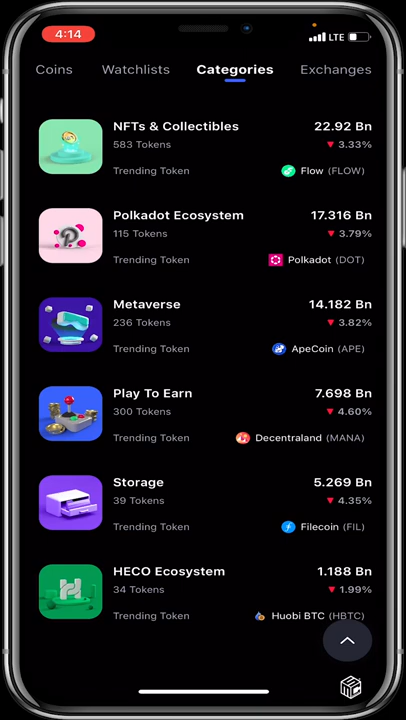 4:14
LTE
Coins Watchlists Categories Exchanges
NFTs & Collectibles 22.92 Bn
583 Tokens ▼ 3.33%
Trending Token Flow (FLOW)
Polkadot Ecosystem 17.316 Bn
115 Tokens ▼ 3.79%
Trending Token Polkadot (DOT)
Metaverse 14.182 Bn
236 Tokens ▼ 3.82%
Trending Token ApeCoin (APE)
Play To Earn 7.698 Bn
300 Tokens ▼ 4.60%
Trending Token Decentraland (MANA)
Storage 5.269 Bn
39 Tokens ▼ 4.35%
Trending Token Filecoin (FIL)
HECO Ecosystem 1.188 Bn
34 Tokens ▼ 1.99%
Trending Token Huobi BTC (HBTC)